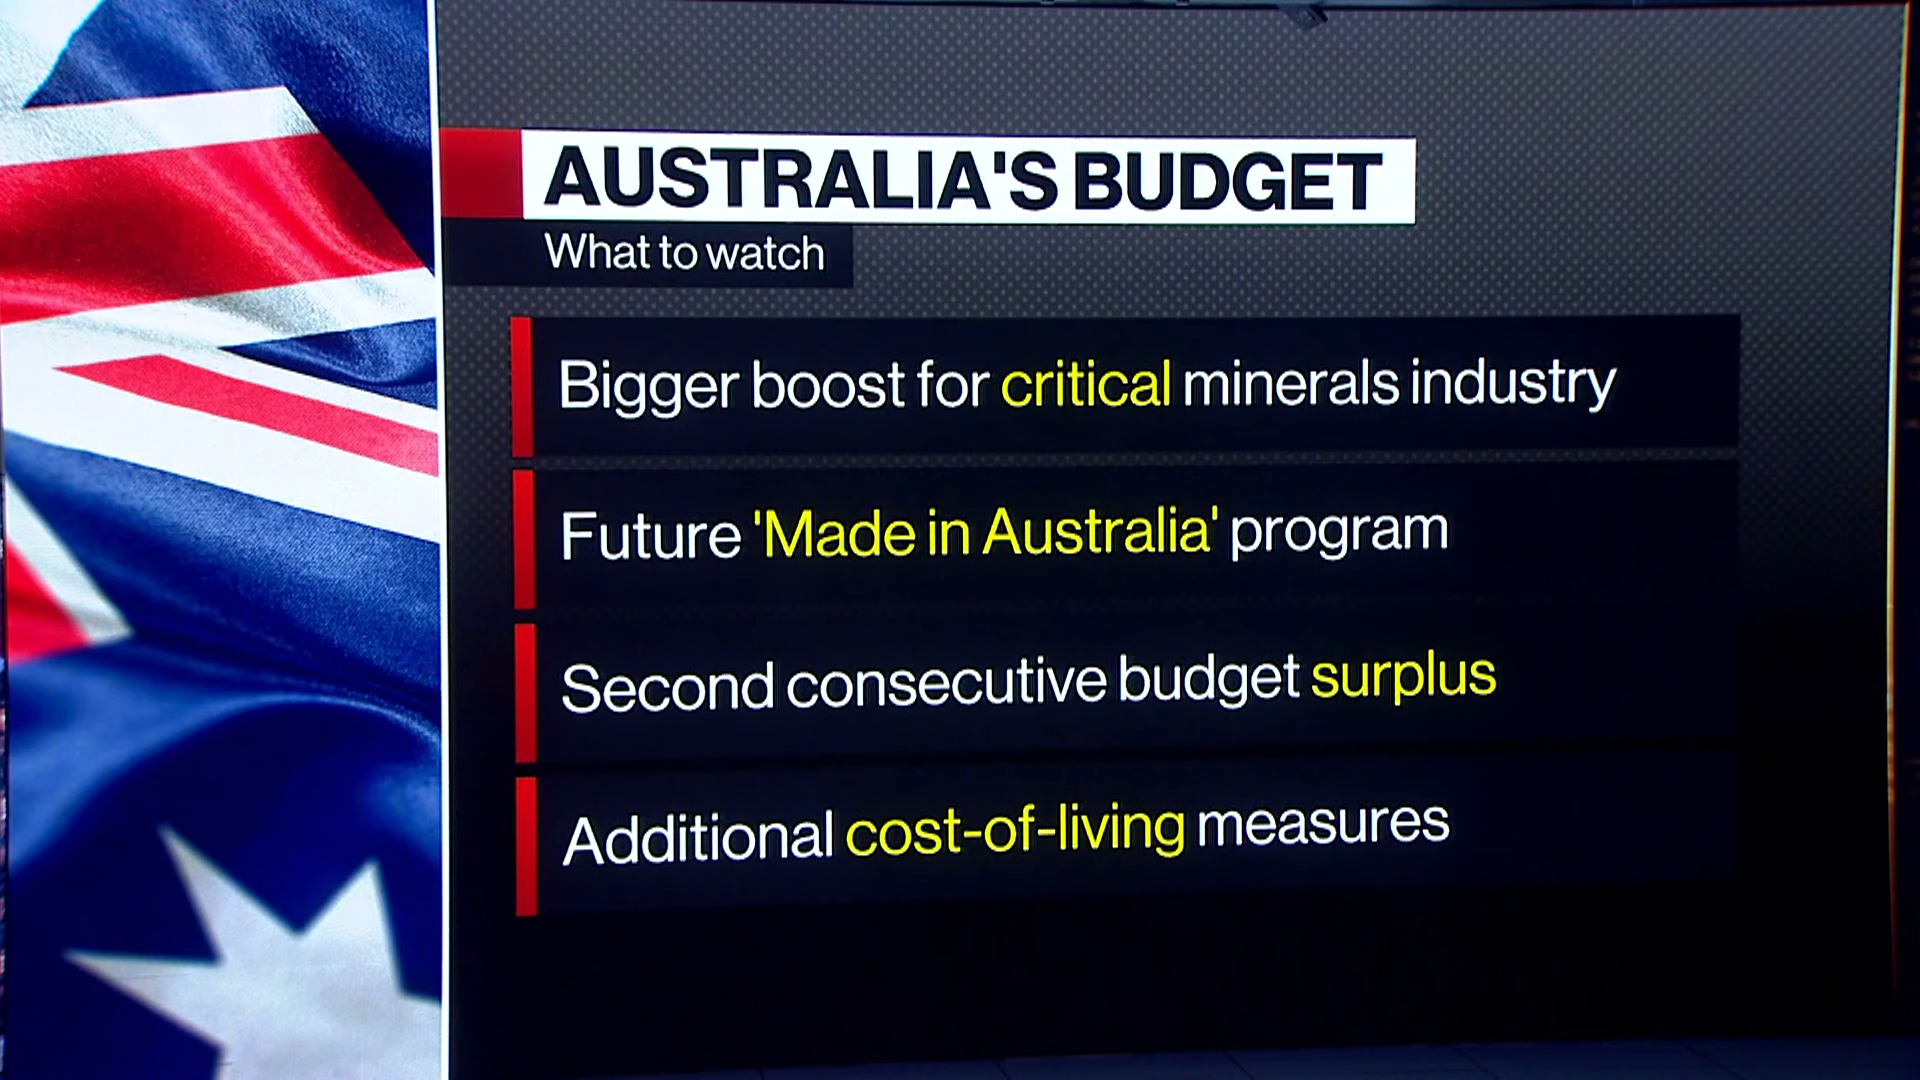 AUSTRALIA'S BUDGET
What to watch
Bigger boost for critical minerals industry
Future 'Made in Australia' program
Second consecutive budget surplus
Additional cost-of-living measures